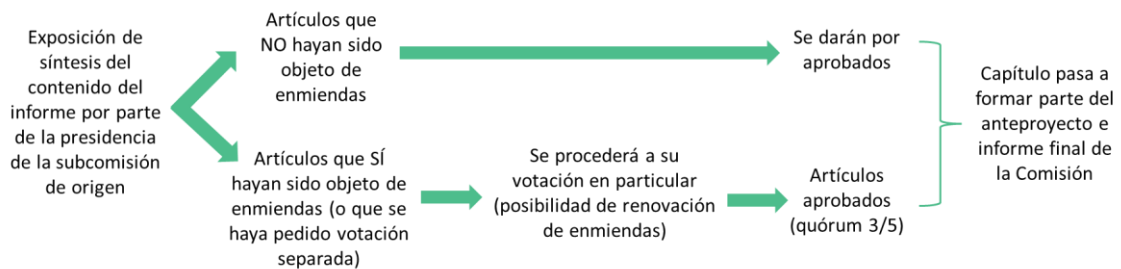 Exposición de
síntesis del
contenido del
informe por parte
de la presidencia
de la subcomisión
de origen
Artículos que
NO hayan sido
objeto de
enmiendas
Se darán por
aprobados
Artículos que SÍ
hayan sido objeto de
enmiendas (o que se
haya pedido votación
separada)
Se procederá a su
votación en particular
(posibilidad de renovación
de enmiendas)
Artículos
aprobados
(quórum 3/5)
Capítulo pasa a
formar parte del
anteproyecto e
informe final de
la Comisión